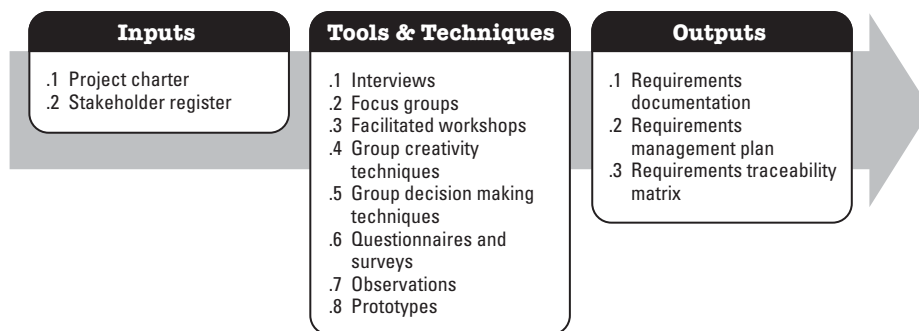 Inputs
.1 Project charter
.2 Stakeholder register
Tools & Techniques
.1 Interviews
.2 Focus groups
.3 Facilitated workshops
.4 Group creativity
techniques
.5 Group decision making
techniques
.6 Questionnaires and
surveys
.7 Observations
.8 Prototypes
Outputs
.1 Requirements
documentation
.2 Requirements
management plan
.3 Requirements traceability
matrix